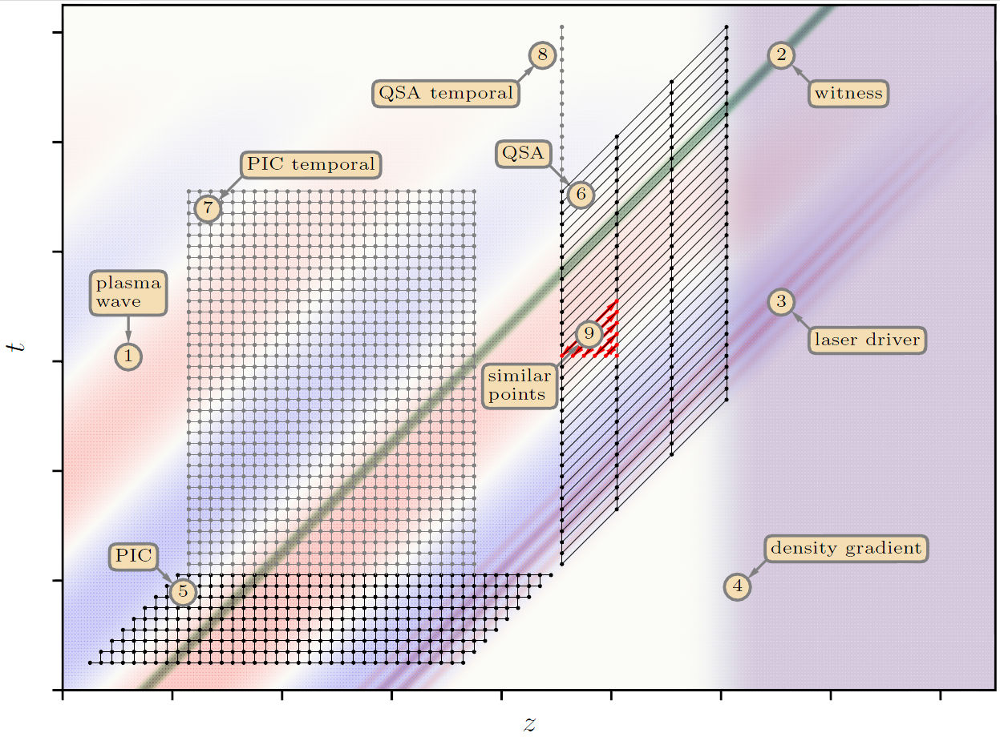 8
2
QSA temporal
witness
QSA
PIC temporal
6
7
plasma
wave
3
9
1
laser driver
similar
points
t
PIC
density gradient
5
4
z